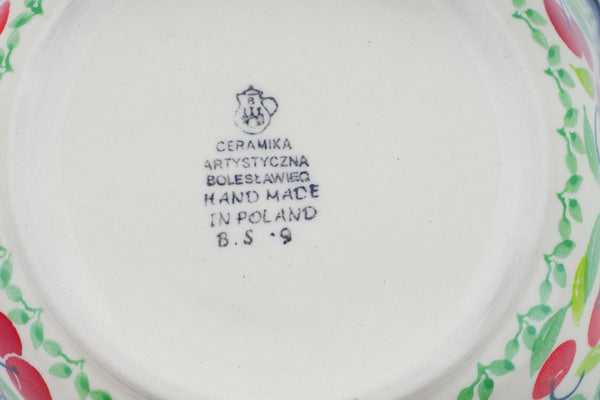 B
CERAMIKA
ARTYSTYCZNA
BOLESŁAWIEC
HAND MADE
IN POLAND
B.S .9